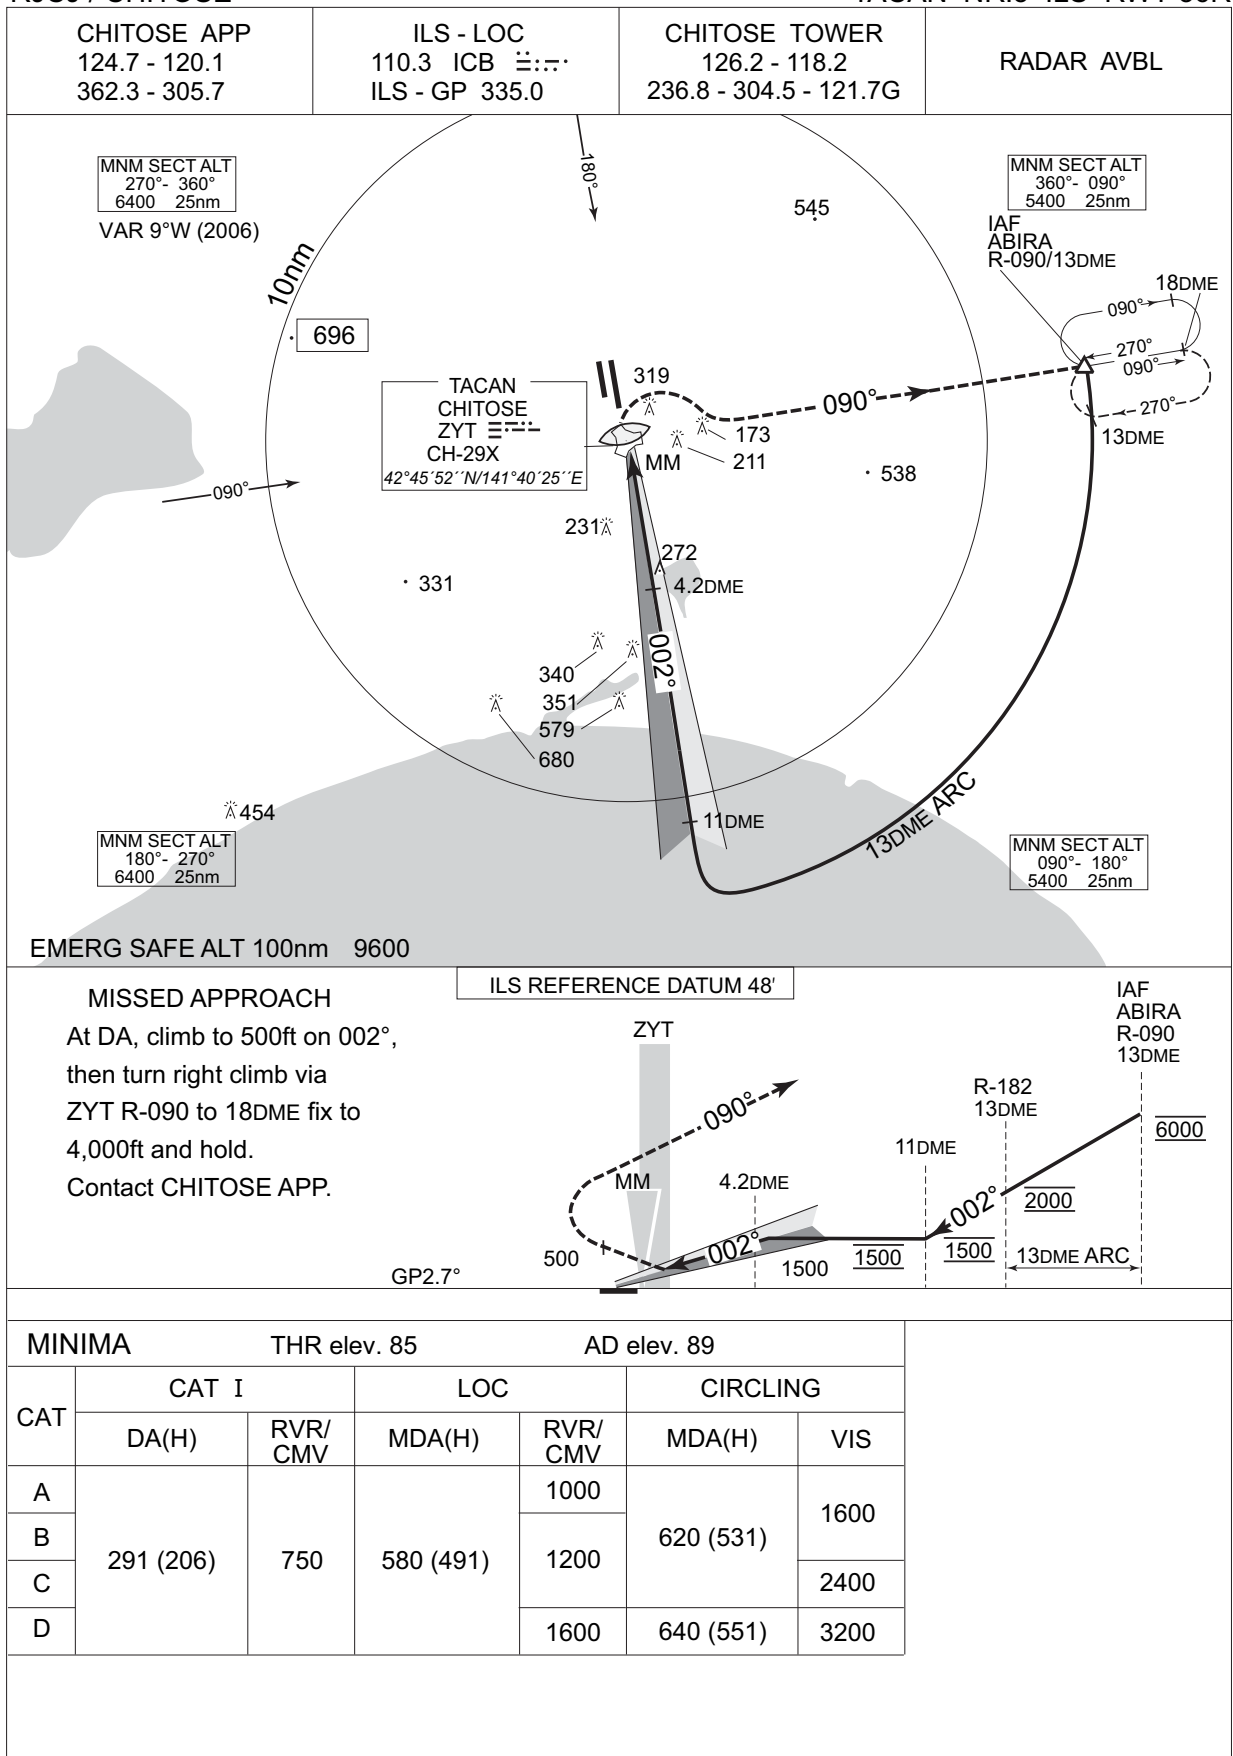 CHITOSE APP
124.7 - 120.1
362.3 - 305.7
ILS - LOC
110.3 ICB
ILS - GP 335.0
CHITOSE TOWER
126.2 - 118.2
236.8 - 304.5 - 121.7G
RADAR AVBL
MNM SECT ALT
270°- 360°
6400 25nm
VAR 9°W (2006)
180°
545
MNM SECT ALT
360°- 090°
5400 25nm
IAF
ABIRA
R-090/13DME
18DME
090°
270°
090°
270°
13DME
10nm
696
TACAN
CHITOSE
ZYT
CH-29X
42°45´52´´N/141°40´25´´E
319
090°
173
211
MM
538
090°
231
272
4.2DME
331
002°
340
351
579
680
454
11DME
13DME ARC
MNM SECT ALT
180°- 270°
6400 25nm
MNM SECT ALT
090°- 180°
5400 25nm
EMERG SAFE ALT 100nm 9600
MISSED APPROACH
At DA, climb to 500ft on 002°,
then turn right climb via
ZYT R-090 to 18DME fix to
4,000ft and hold.
Contact CHITOSE APP.
ILS REFERENCE DATUM 48'
ZYT
IAF
ABIRA
R-090
13DME
R-182
13DME
6000
090°
11DME
MM
4.2DME
2000
002°
002°
500
1500
1500
1500
13DME ARC
GP2.7°
MINIMA THR elev. 85 AD elev. 89
CAT CAT I LOC CIRCLING
DA(H) RVR/CMV MDA(H) RVR/CMV MDA(H) VIS
A 291 (206) 750 580 (491) 1000 620 (531) 1600
B 1200
C 2400
D 1600 640 (551) 3200